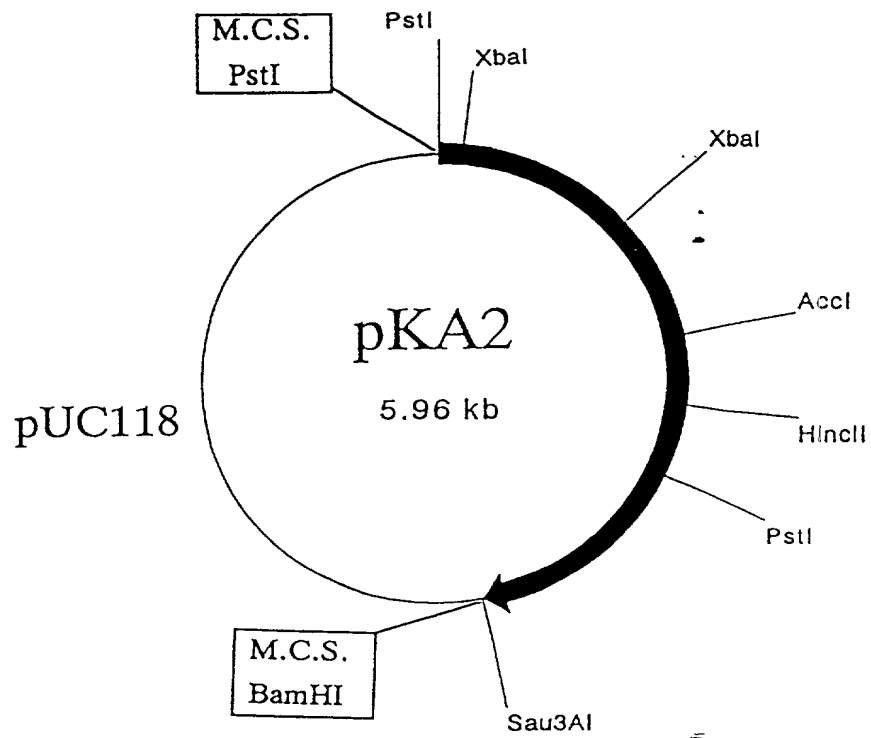 M.C.S.
PstI
PstI
XbaI
XbaI
AccI
HincII
PstI
Sau3AI
M.C.S.
BamHI
pUC118
pKA2
5.96 kb